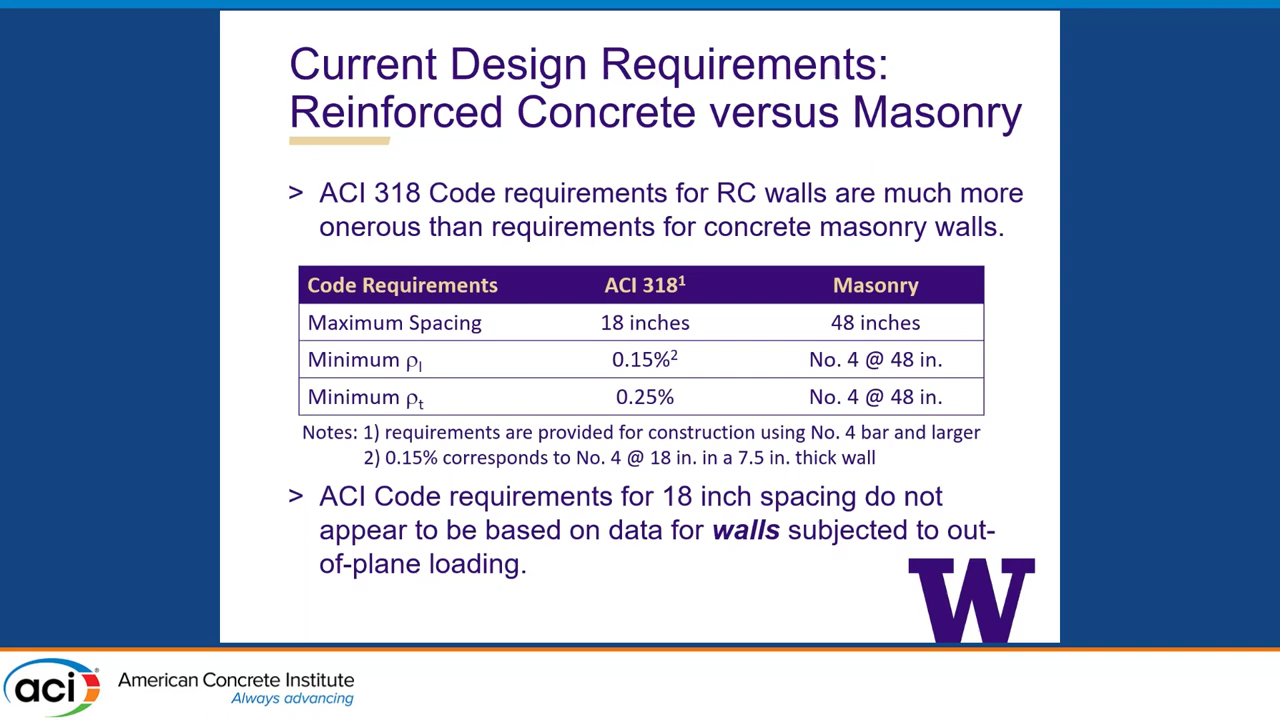 Current Design Requirements:
Reinforced Concrete versus Masonry
> ACI 318 Code requirements for RC walls are much more
onerous than requirements for concrete masonry walls.
Code Requirements ACI 318¹ Masonry
Maximum Spacing 18 inches 48 inches
Minimum ρₗ 0.15%² No. 4 @ 48 in.
Minimum ρₜ 0.25% No. 4 @ 48 in.
Notes: 1) requirements are provided for construction using No. 4 bar and larger
2) 0.15% corresponds to No. 4 @ 18 in. in a 7.5 in. thick wall
> ACI Code requirements for 18 inch spacing do not
appear to be based on data for walls subjected to out-
of-plane loading.
W
aci® American Concrete Institute
Always advancing